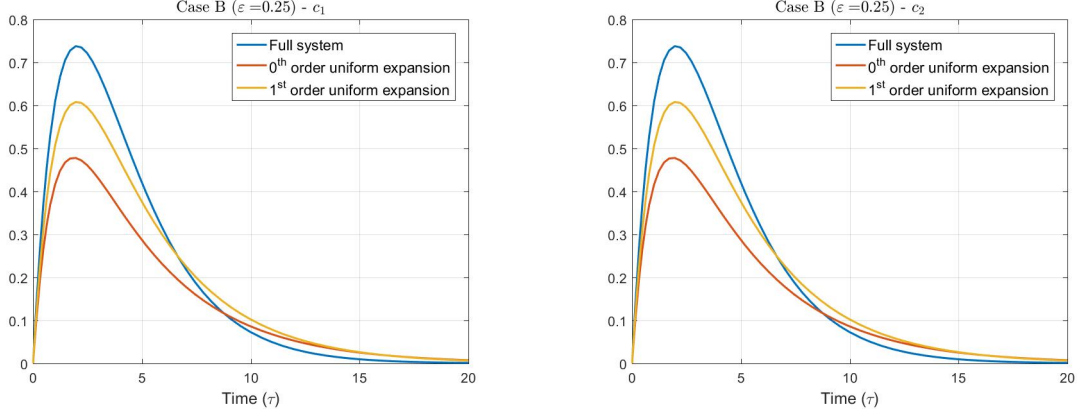 Case B (ε =0.25) - c₁
0.8
0.7
0.6
0.5
0.4
0.3
0.2
0.1
0
0 5 10 15 20
Time (τ)
Full system
0th order uniform expansion
1st order uniform expansion
Case B (ε =0.25) - c₂
0.8
0.7
0.6
0.5
0.4
0.3
0.2
0.1
0
0 5 10 15 20
Time (τ)
Full system
0th order uniform expansion
1st order uniform expansion